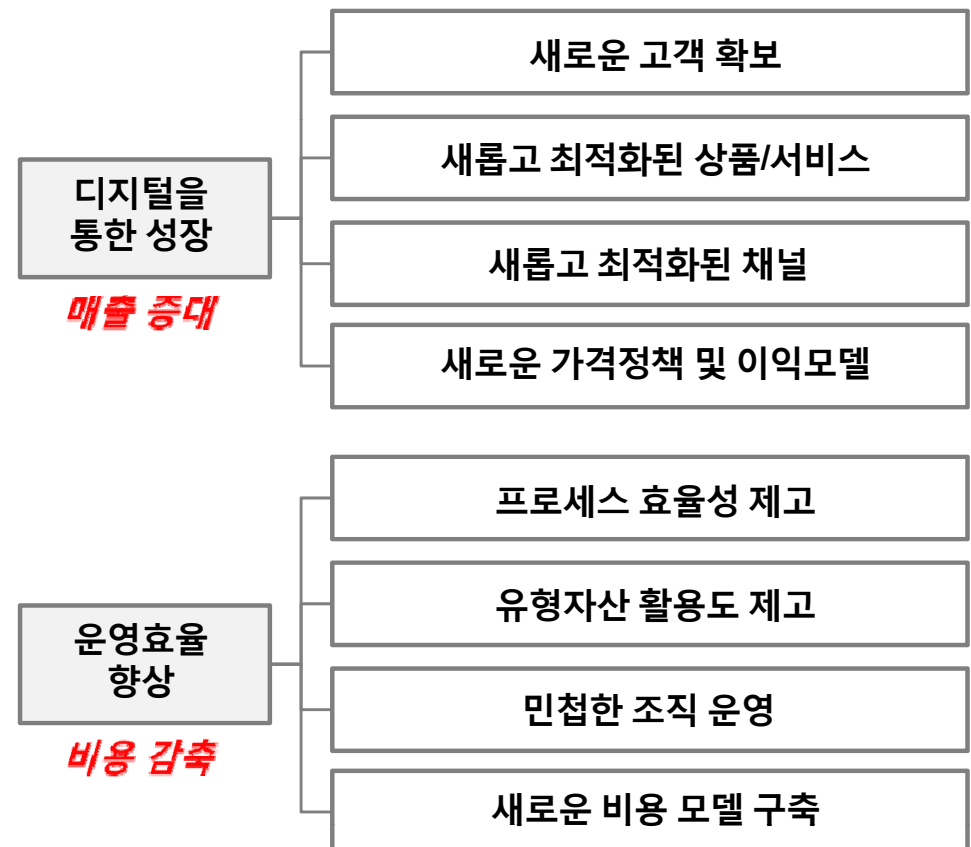 새로운 고객 확보
새롭고 최적화된 상품/서비스
디지털을
통한 성장
새롭고 최적화된 채널
매출 증대
새로운 가격정책 및 이익모델
프로세스 효율성 제고
유형자산 활용도 제고
운영효율
향상
민첩한 조직 운영
비용 감축
새로운 비용 모델 구축